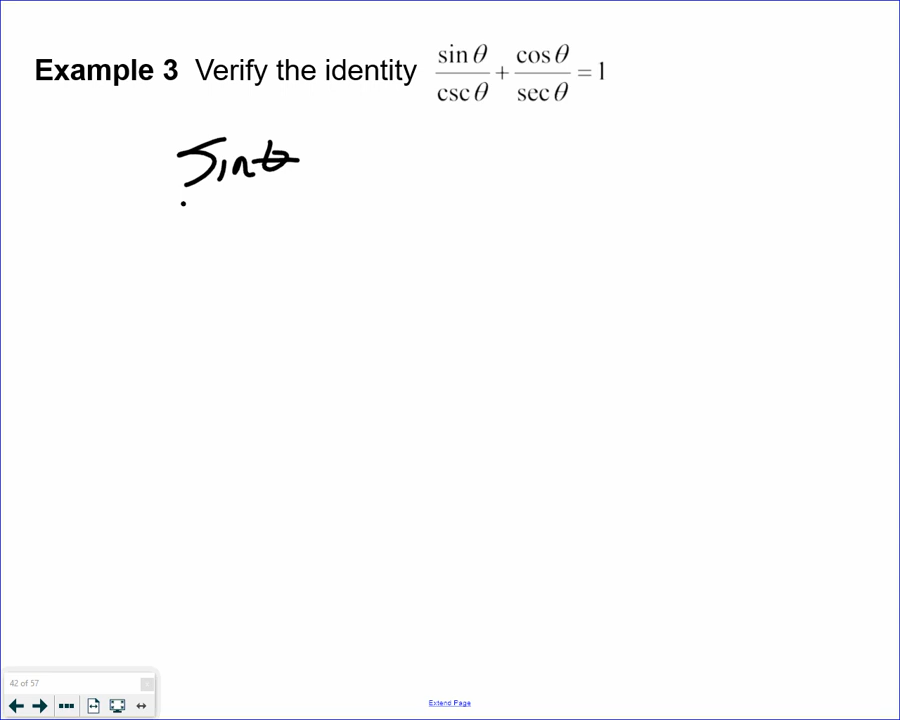 Example 3 Verify the identity sin θ / csc θ + cos θ / sec θ = 1
sinθ
42 of 57
Extend Page